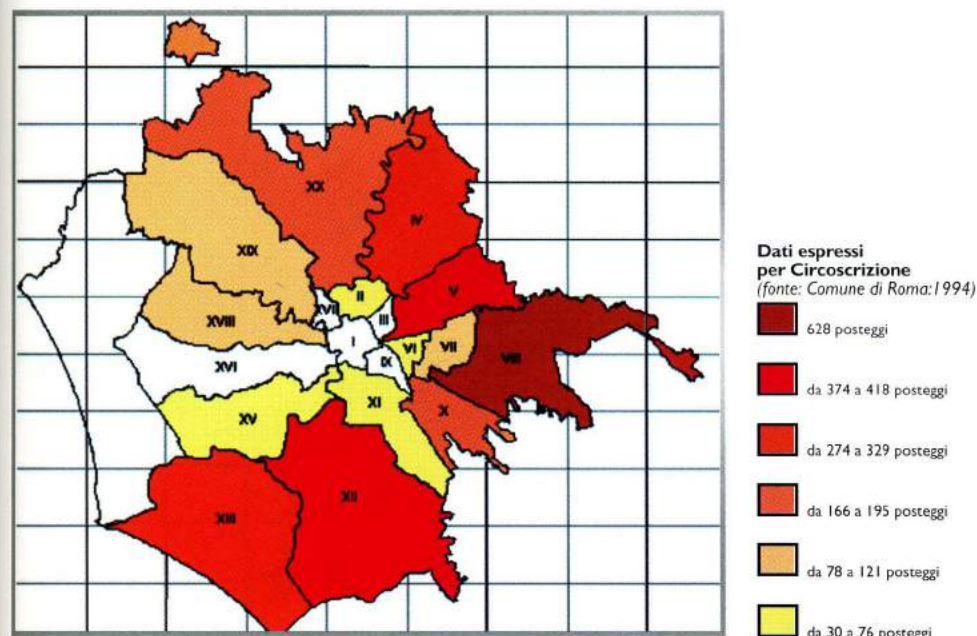 XX
IV
XIX
II
V
XVII
III
XVIII
I
VI
VII
VIII
IX
XVI
XI
X
XV
XII
XIII
Dati espressi
per Circoscrizione
(fonte: Comune di Roma:1994)
628 posteggi
da 374 a 418 posteggi
da 274 a 329 posteggi
da 166 a 195 posteggi
da 78 a 121 posteggi
da 30 a 76 posteggi